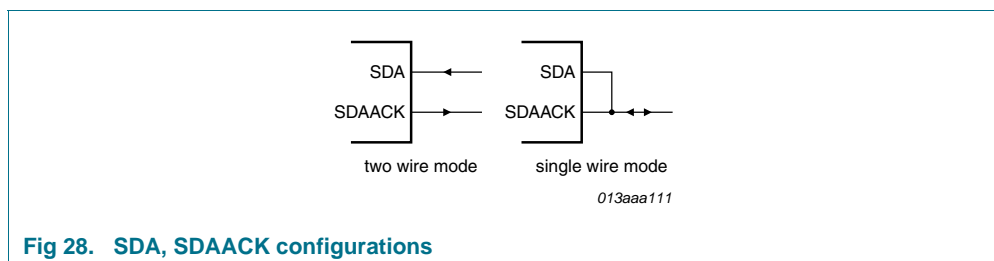 SDA SDA
SDAACK SDAACK
two wire mode single wire mode
013aaa111
Fig 28. SDA, SDAACK configurations